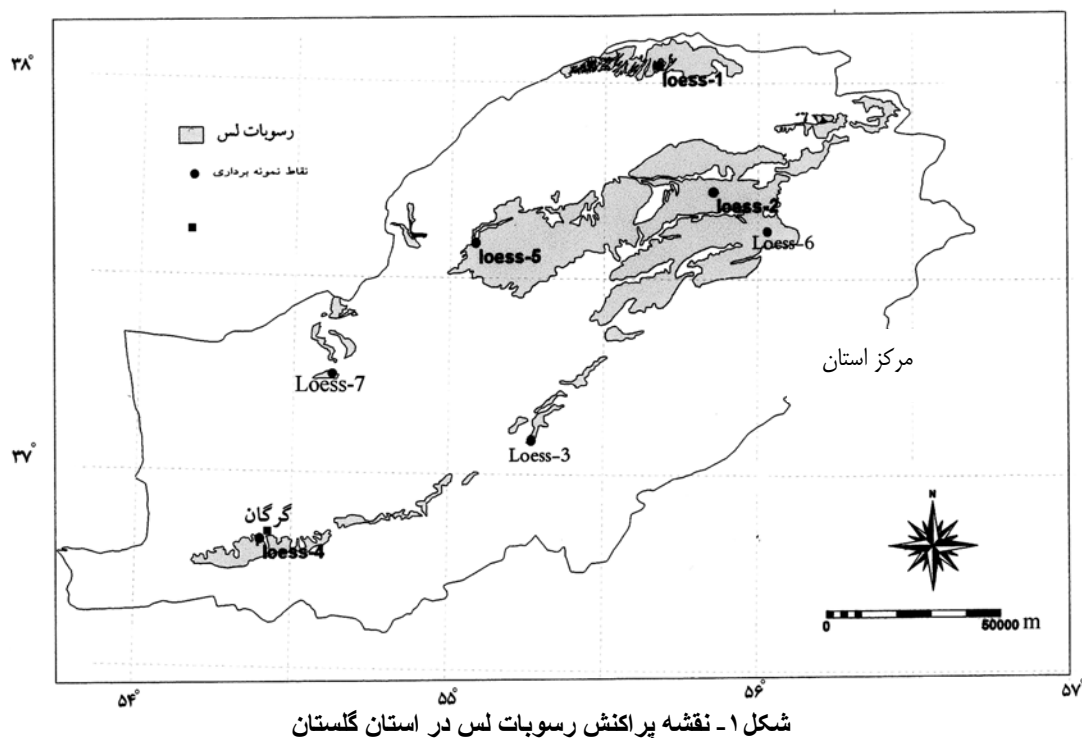 ۳۸°
loess-1
رسوبات لس
نقاط نمونه برداری
loess-2
Loess-6
loess-5
مرکز استان
Loess-7
Loess-3
۳۷°
گرگان
loess-4
N
0 50000 m
۵۴° ۵۵° ۵۶° ۵۷°
شکل۱- نقشه پراکنش رسوبات لس در استان گلستان